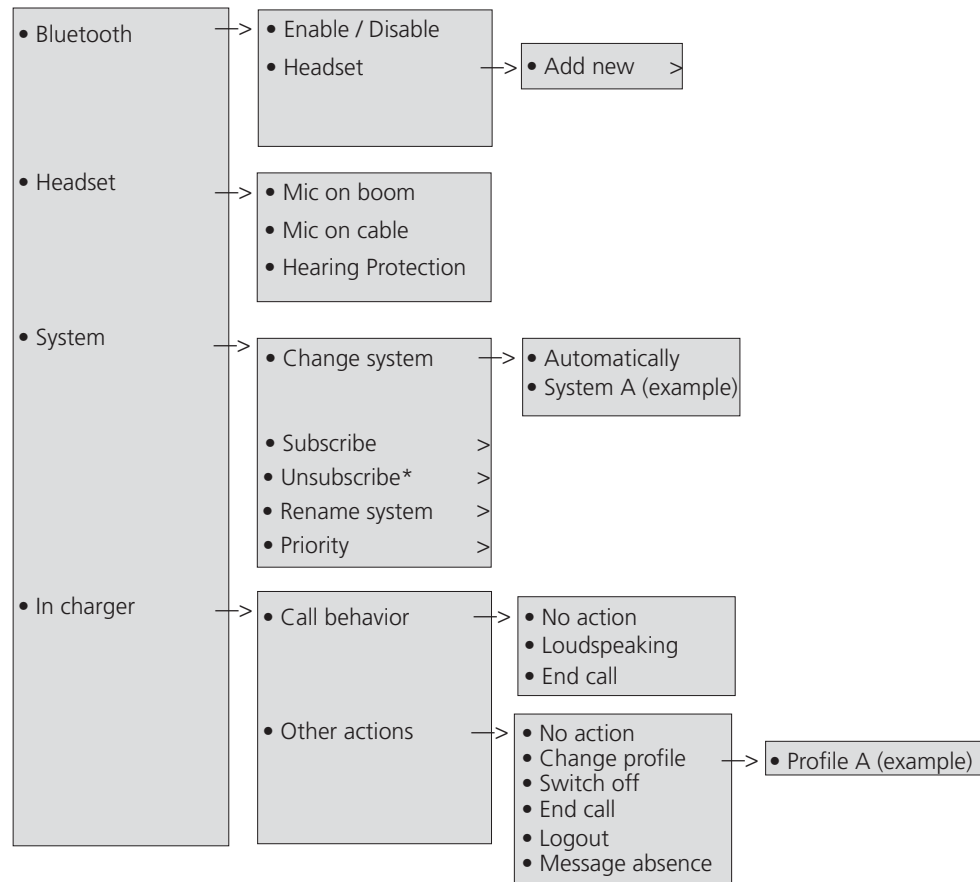 • Bluetooth —> • Enable / Disable
• Headset —> • Add new >
• Headset —> • Mic on boom
• Mic on cable
• Hearing Protection
• System —> • Change system —> • Automatically
• System A (example)
• Subscribe >
• Unsubscribe* >
• Rename system >
• Priority >
• In charger —> • Call behavior —> • No action
• Loudspeaking
• End call
• Other actions —> • No action
• Change profile —> • Profile A (example)
• Switch off
• End call
• Logout
• Message absence